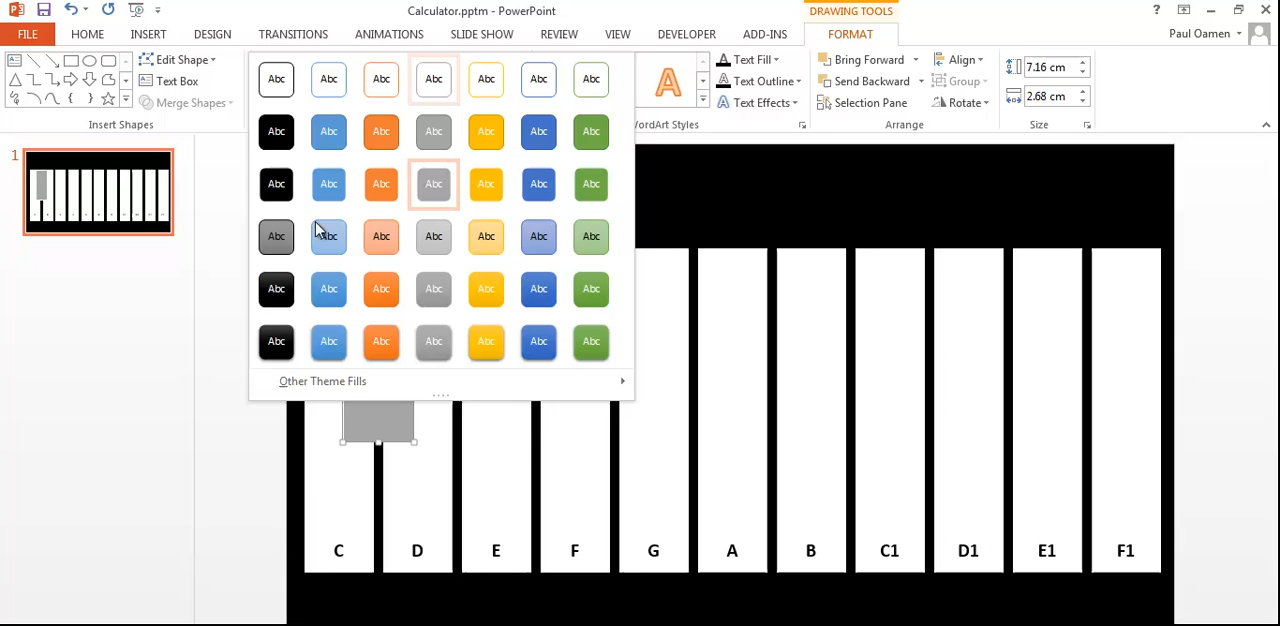 Calculator.pptm - PowerPoint
DRAWING TOOLS
?
FILE HOME INSERT DESIGN TRANSITIONS ANIMATIONS SLIDE SHOW REVIEW VIEW DEVELOPER ADD-INS FORMAT
Paul Oamen
Edit Shape
Text Box
Merge Shapes
Insert Shapes
Text Fill
Text Outline
Text Effects
WordArt Styles
Bring Forward
Send Backward
Selection Pane
Align
Group
Rotate
Arrange
7.16 cm
2.68 cm
Size
Abc Abc Abc Abc Abc Abc Abc
Abc Abc Abc Abc Abc Abc Abc
Abc Abc Abc Abc Abc Abc Abc
Abc Abc Abc Abc Abc Abc Abc
Abc Abc Abc Abc Abc Abc Abc
Abc Abc Abc Abc Abc Abc Abc
Other Theme Fills
1
C D E F G A B C1 D1 E1 F1